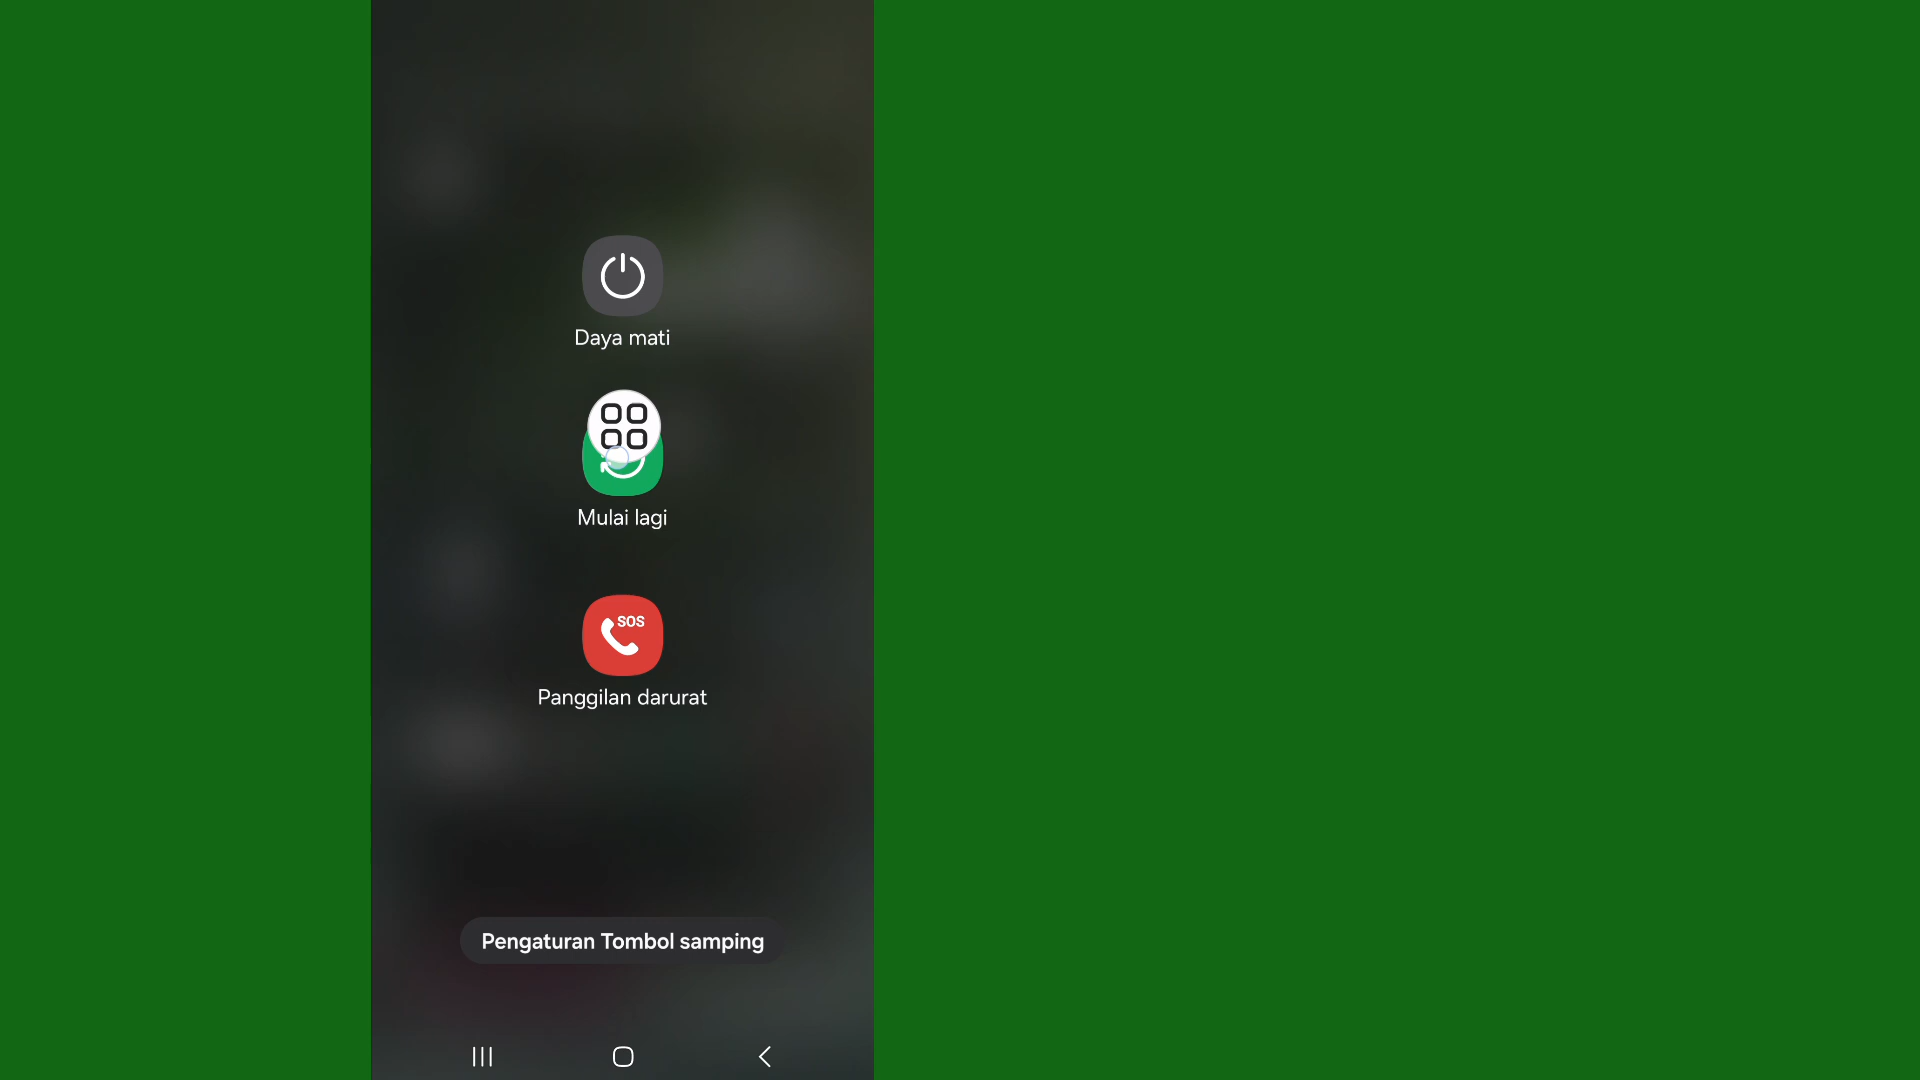 Daya mati
Mulai lagi
SOS
Panggilan darurat
Pengaturan Tombol samping